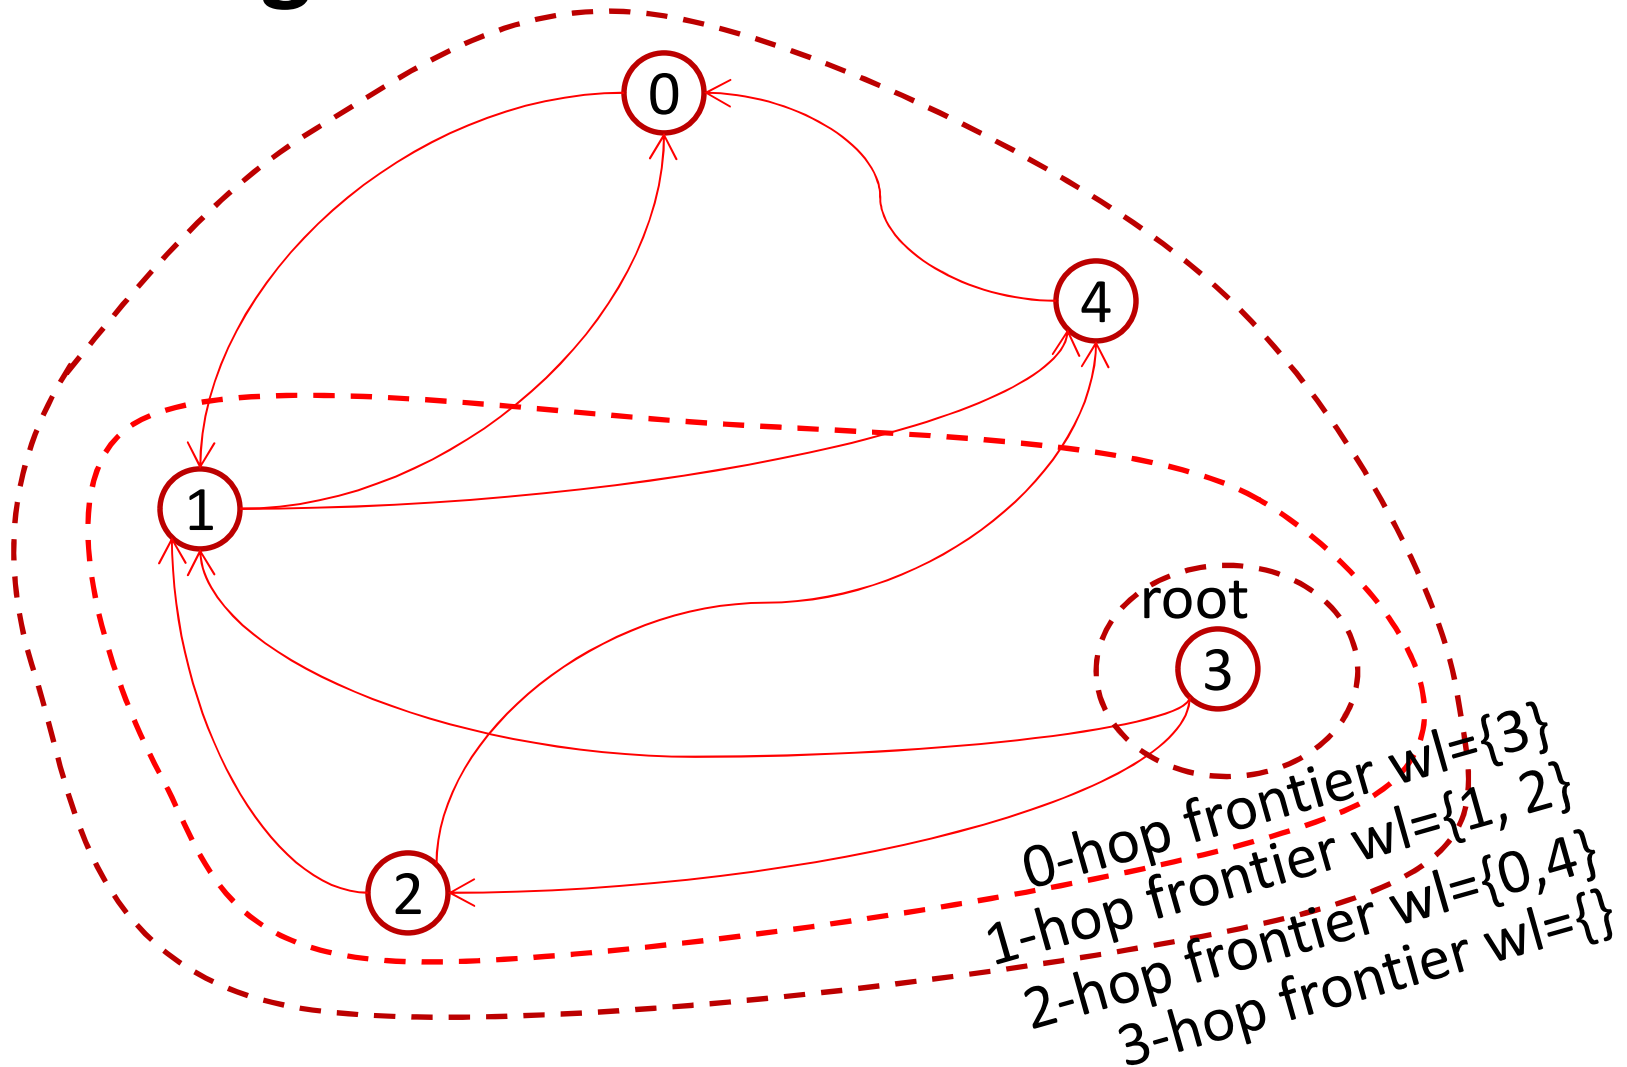 0
4
1
root
3
2
0-hop frontier wl={3}
1-hop frontier wl={1, 2}
2-hop frontier wl={0,4}
3-hop frontier wl={}